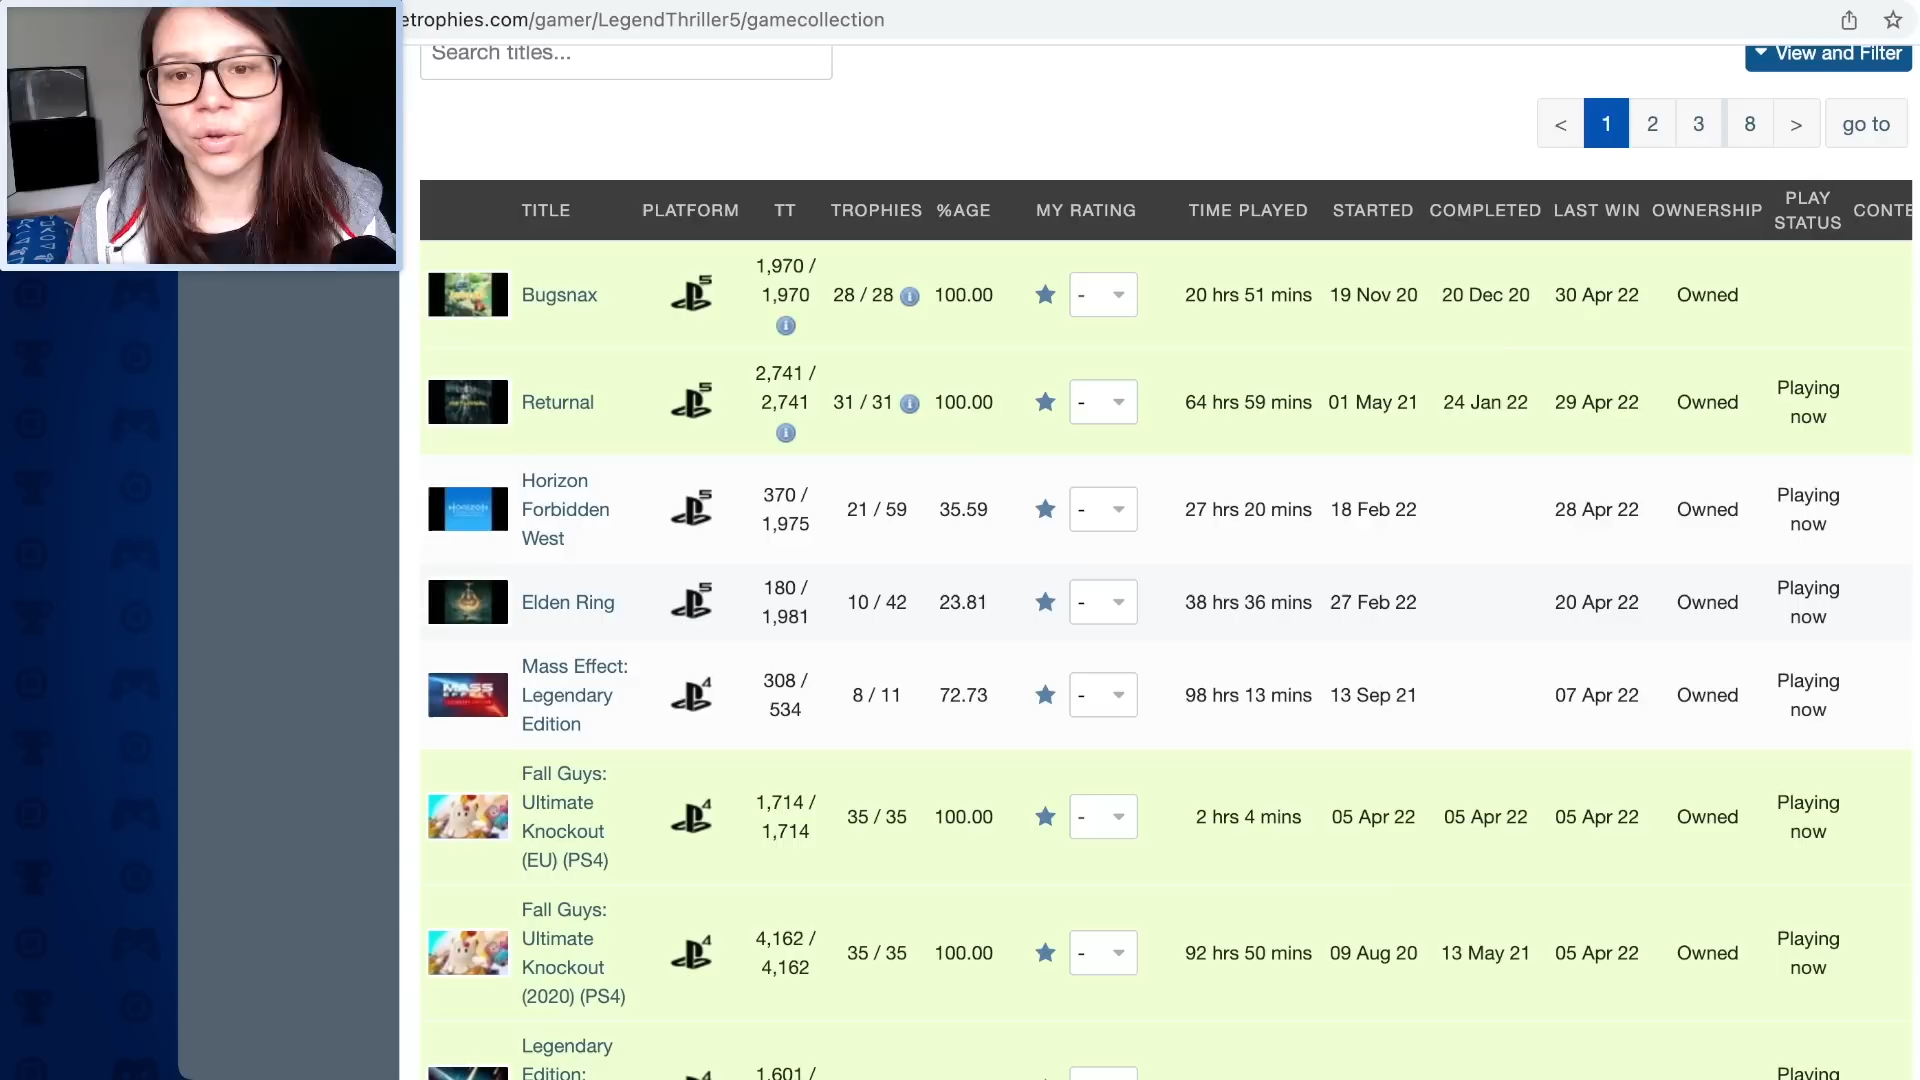 etrophies.com/gamer/LegendThriller5/gamecollection
Search titles...
View and Filter
< 1 2 3 8 > go to
TITLE PLATFORM TT TROPHIES %AGE MY RATING TIME PLAYED STARTED COMPLETED LAST WIN OWNERSHIP PLAY STATUS CONTE
Bugsnax 1,970 / 1,970 28 / 28 100.00 - 20 hrs 51 mins 19 Nov 20 20 Dec 20 30 Apr 22 Owned
Returnal 2,741 / 2,741 31 / 31 100.00 - 64 hrs 59 mins 01 May 21 24 Jan 22 29 Apr 22 Owned Playing now
Horizon Forbidden West 370 / 1,975 21 / 59 35.59 - 27 hrs 20 mins 18 Feb 22 28 Apr 22 Owned Playing now
Elden Ring 180 / 1,981 10 / 42 23.81 - 38 hrs 36 mins 27 Feb 22 20 Apr 22 Owned Playing now
Mass Effect: Legendary Edition 308 / 534 8 / 11 72.73 - 98 hrs 13 mins 13 Sep 21 07 Apr 22 Owned Playing now
Fall Guys: Ultimate Knockout (EU) (PS4) 1,714 / 1,714 35 / 35 100.00 - 2 hrs 4 mins 05 Apr 22 05 Apr 22 05 Apr 22 Owned Playing now
Fall Guys: Ultimate Knockout (2020) (PS4) 4,162 / 4,162 35 / 35 100.00 - 92 hrs 50 mins 09 Aug 20 13 May 21 05 Apr 22 Owned Playing now
Legendary Edition: 1,601 / Playing